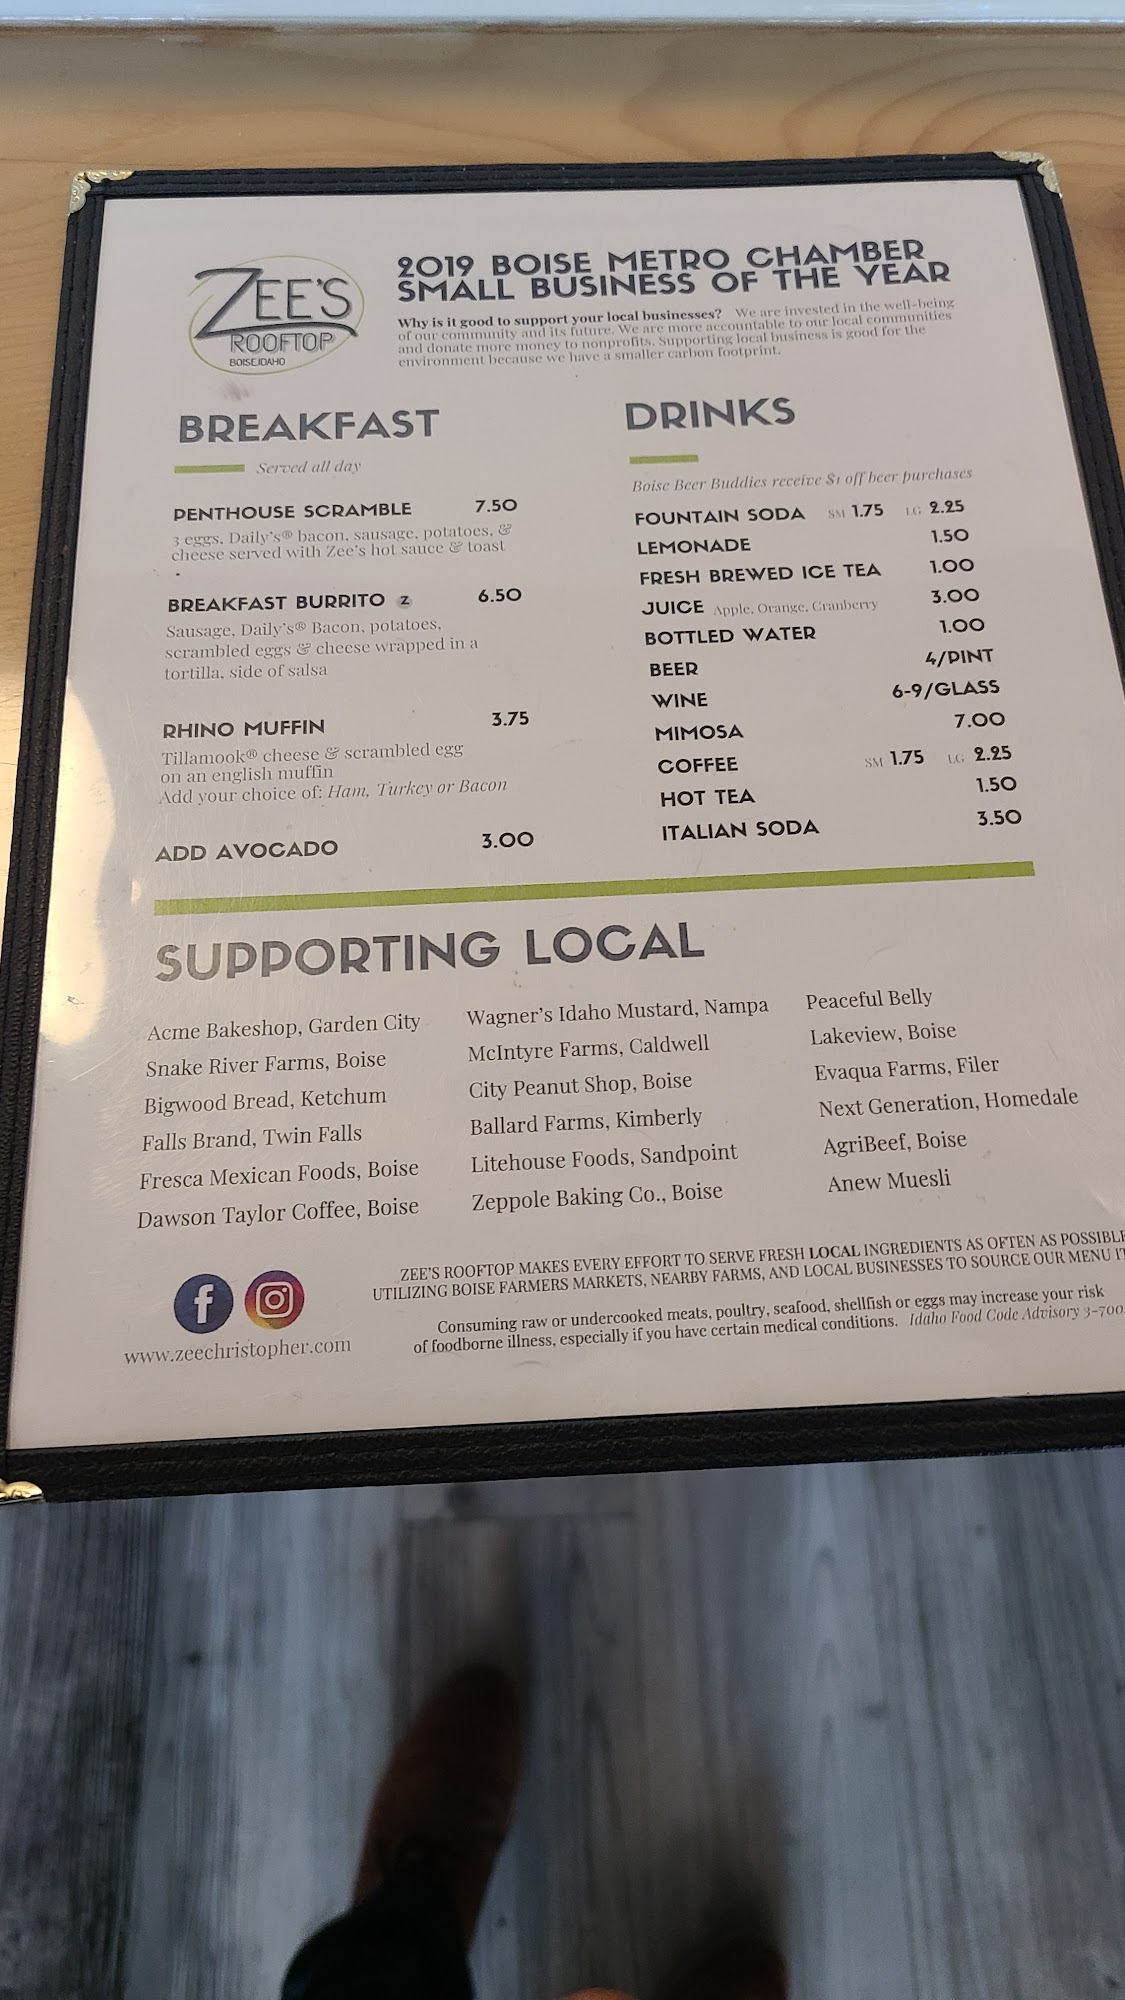 ZEE'S
ROOFTOP
BOISE, IDAHO
2019 BOISE METRO CHAMBER
SMALL BUSINESS OF THE YEAR
Why is it good to support your local businesses? We are invested in the well-being
of our community and its future. We are more accountable to our local communities
and donate more money to nonprofits. Supporting local business is good for the
environment because we have a smaller carbon footprint.
BREAKFAST
Served all day
PENTHOUSE SCRAMBLE 7.50
3 eggs, Daily's® bacon, sausage, potatoes, &
cheese served with Zee's hot sauce & toast
BREAKFAST BURRITO Z 6.50
Sausage, Daily's® Bacon, potatoes,
scrambled eggs & cheese wrapped in a
tortilla, side of salsa
RHINO MUFFIN 3.75
Tillamook® cheese & scrambled egg
on an english muffin
Add your choice of: Ham, Turkey or Bacon
ADD AVOCADO 3.00
DRINKS
Boise Beer Buddies receive $1 off beer purchases
FOUNTAIN SODA SM 1.75 LG 2.25
LEMONADE 1.50
FRESH BREWED ICE TEA 1.00
JUICE Apple, Orange, Cranberry 3.00
BOTTLED WATER 1.00
BEER 4/PINT
WINE 6-9/GLASS
MIMOSA 7.00
COFFEE SM 1.75 LG 2.25
HOT TEA 1.50
ITALIAN SODA 3.50
SUPPORTING LOCAL
Acme Bakeshop, Garden City
Snake River Farms, Boise
Bigwood Bread, Ketchum
Falls Brand, Twin Falls
Fresca Mexican Foods, Boise
Dawson Taylor Coffee, Boise
Wagner's Idaho Mustard, Nampa
McIntyre Farms, Caldwell
City Peanut Shop, Boise
Ballard Farms, Kimberly
Litehouse Foods, Sandpoint
Zeppole Baking Co., Boise
Peaceful Belly
Lakeview, Boise
Evaqua Farms, Filer
Next Generation, Homedale
AgriBeef, Boise
Anew Muesli
f
www.zeechristopher.com
ZEE'S ROOFTOP MAKES EVERY EFFORT TO SERVE FRESH LOCAL INGREDIENTS AS OFTEN AS POSSIBLE
UTILIZING BOISE FARMERS MARKETS, NEARBY FARMS, AND LOCAL BUSINESSES TO SOURCE OUR MENU
Consuming raw or undercooked meats, poultry, seafood, shellfish or eggs may increase your risk
of foodborne illness, especially if you have certain medical conditions. Idaho Food Code Advisory 3-700